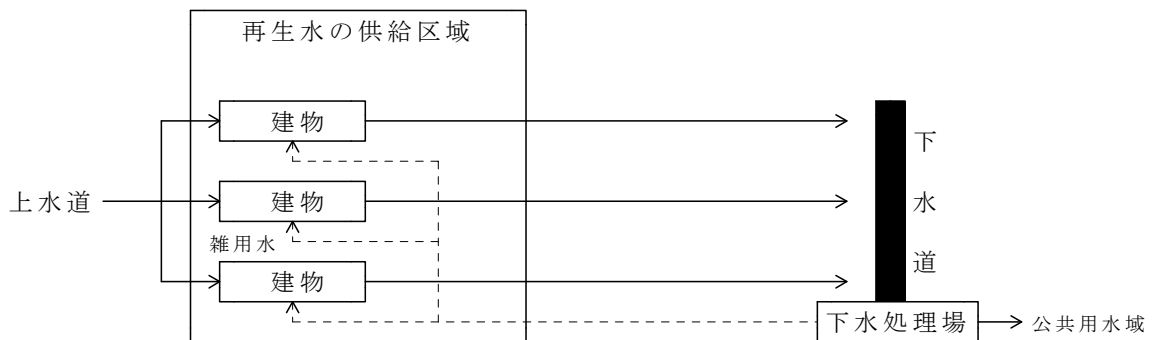 再生水の供給区域
建物
上水道
建物
雑用水
建物
下水道
下水処理場
公共用水域